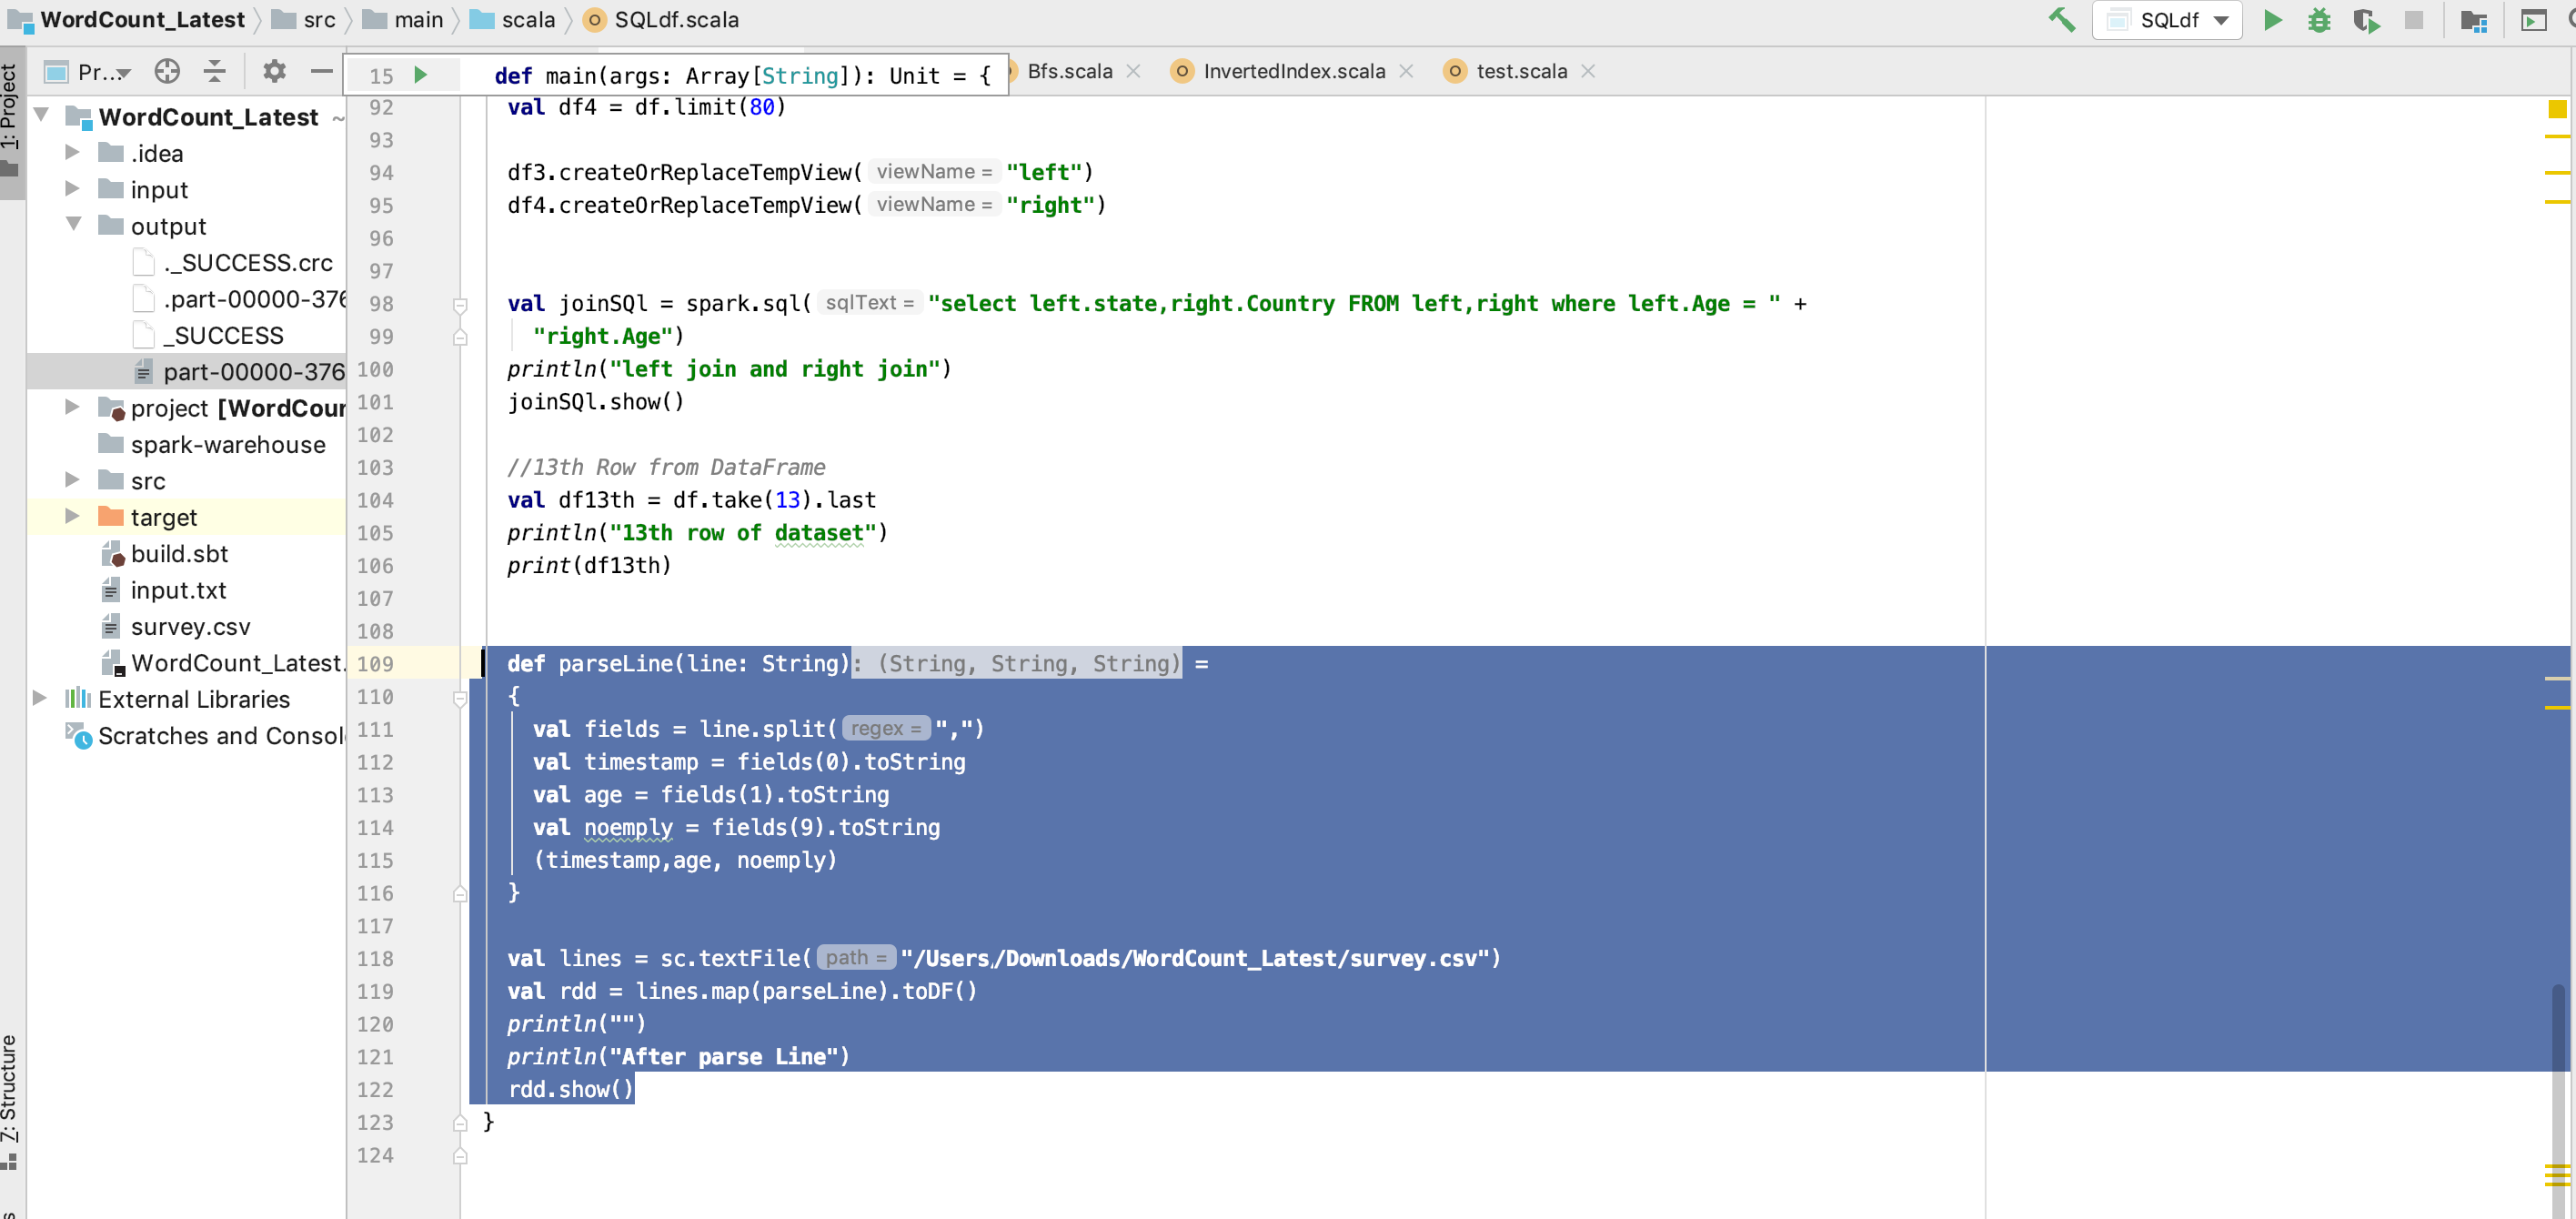 WordCount_Latest src main scala SQLdf.scala
SQLdf
1: Project
Pr...
15 def main(args: Array[String]): Unit = {
Bfs.scala
InvertedIndex.scala
test.scala
WordCount_Latest ~
.idea
input
output
._SUCCESS.crc
.part-00000-376
_SUCCESS
part-00000-376
project [WordCour
spark-warehouse
src
target
build.sbt
input.txt
survey.csv
WordCount_Latest.
External Libraries
Scratches and Consol
7: Structure
92 val df4 = df.limit(80)
93
94 df3.createOrReplaceTempView( viewName = "left")
95 df4.createOrReplaceTempView( viewName = "right")
96
97
98 val joinSQl = spark.sql( sqlText = "select left.state,right.Country FROM left,right where left.Age = " +
99 "right.Age")
100 println("left join and right join")
101 joinSQl.show()
102
103 //13th Row from DataFrame
104 val df13th = df.take(13).last
105 println("13th row of dataset")
106 print(df13th)
107
108
109 def parseLine(line: String): (String, String, String) =
110 {
111 val fields = line.split( regex = ",")
112 val timestamp = fields(0).toString
113 val age = fields(1).toString
114 val noemply = fields(9).toString
115 (timestamp,age, noemply)
116 }
117
118 val lines = sc.textFile( path = "/Users/Downloads/WordCount_Latest/survey.csv")
119 val rdd = lines.map(parseLine).toDF()
120 println("")
121 println("After parse Line")
122 rdd.show()
123 }
124